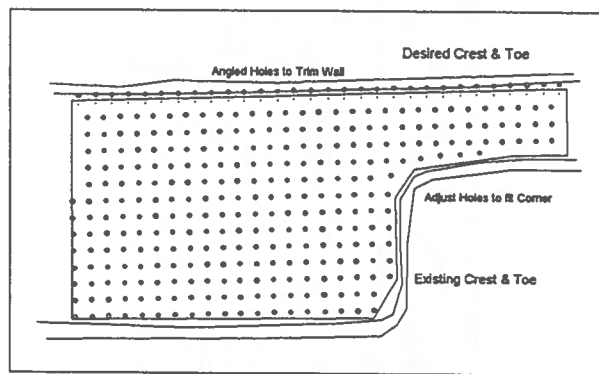 Desired Crest & Toe
Angled Holes to Trim Wall
Adjust Holes to fit Corner
Existing Crest & Toe